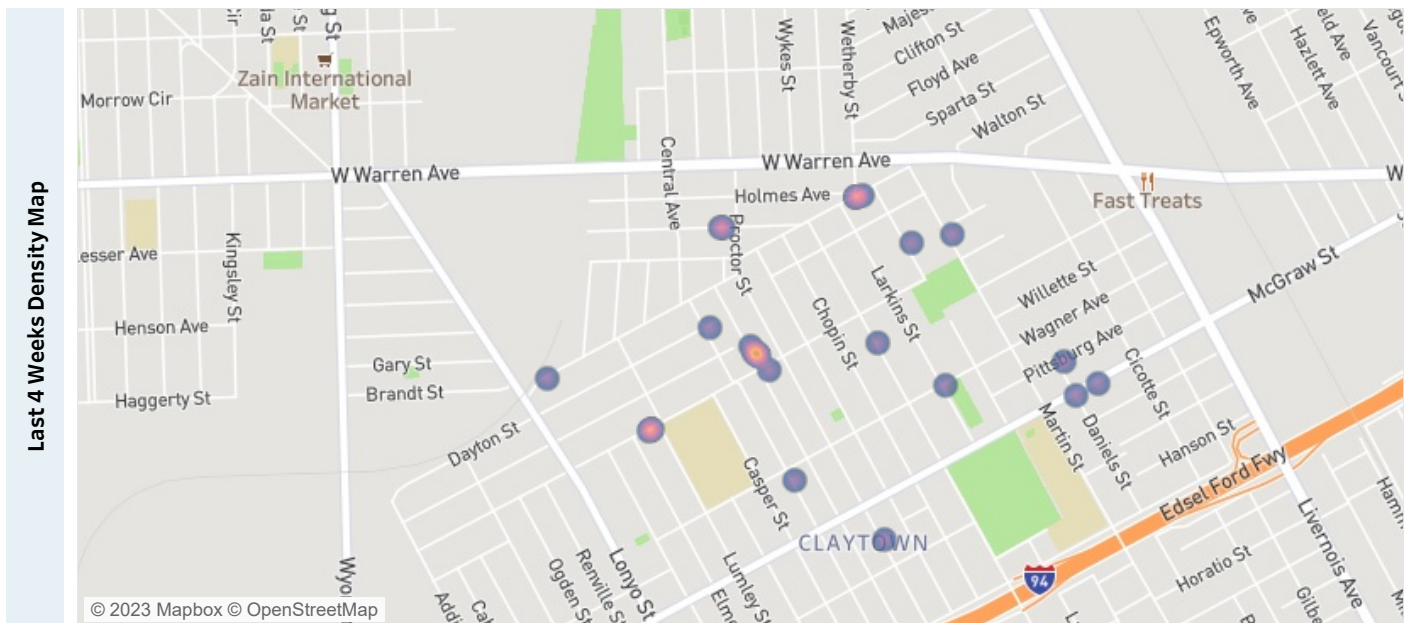 Last 4 Weeks Density Map
Zain International
Market
Morrow Cir
Wykes St
Wetherby St
Clifton St
Floyd Ave
Sparta St
Walton St
Epworth Ave
Hazlett Ave
W Warren Ave
W Warren Ave
Central Ave
Holmes Ave
Fast Treats
Proctor St
Kingsley St
Larkins St
Chopin St
Willette St
Wagner Ave
Pittsburg Ave
McGraw St
Henson Ave
Gary St
Brandt St
Haggerty St
Cicotte St
Dayton St
Martin St
Daniels St
Hanson St
Casper St
Edsel Ford Fwy
CLAYTOWN
94
Livernois Ave
Horatio St
Lonyo St
Renville S
Ogden St
Lumley St
© 2023 Mapbox © OpenStreetMap